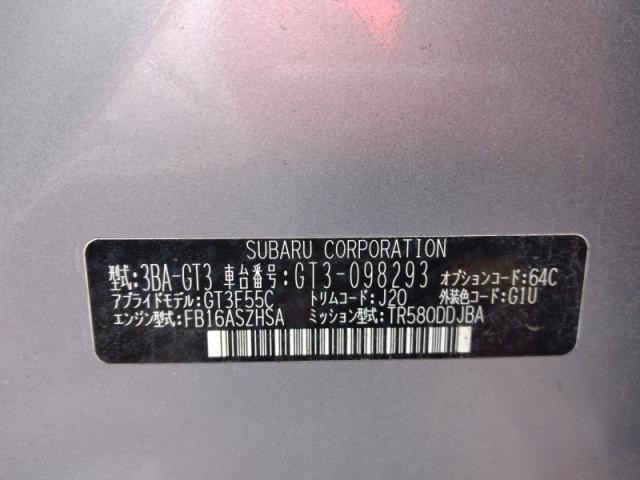 SUBARU CORPORATION
型式:3BA-GT3 車台番号:GT3-098293 オプションコード:64C
アプライドモデル:GT3F55C トリムコード:J20 外装色コード:G1U
エンジン型式:FB16ASZHSA ミッション型式:TR580DDJBA